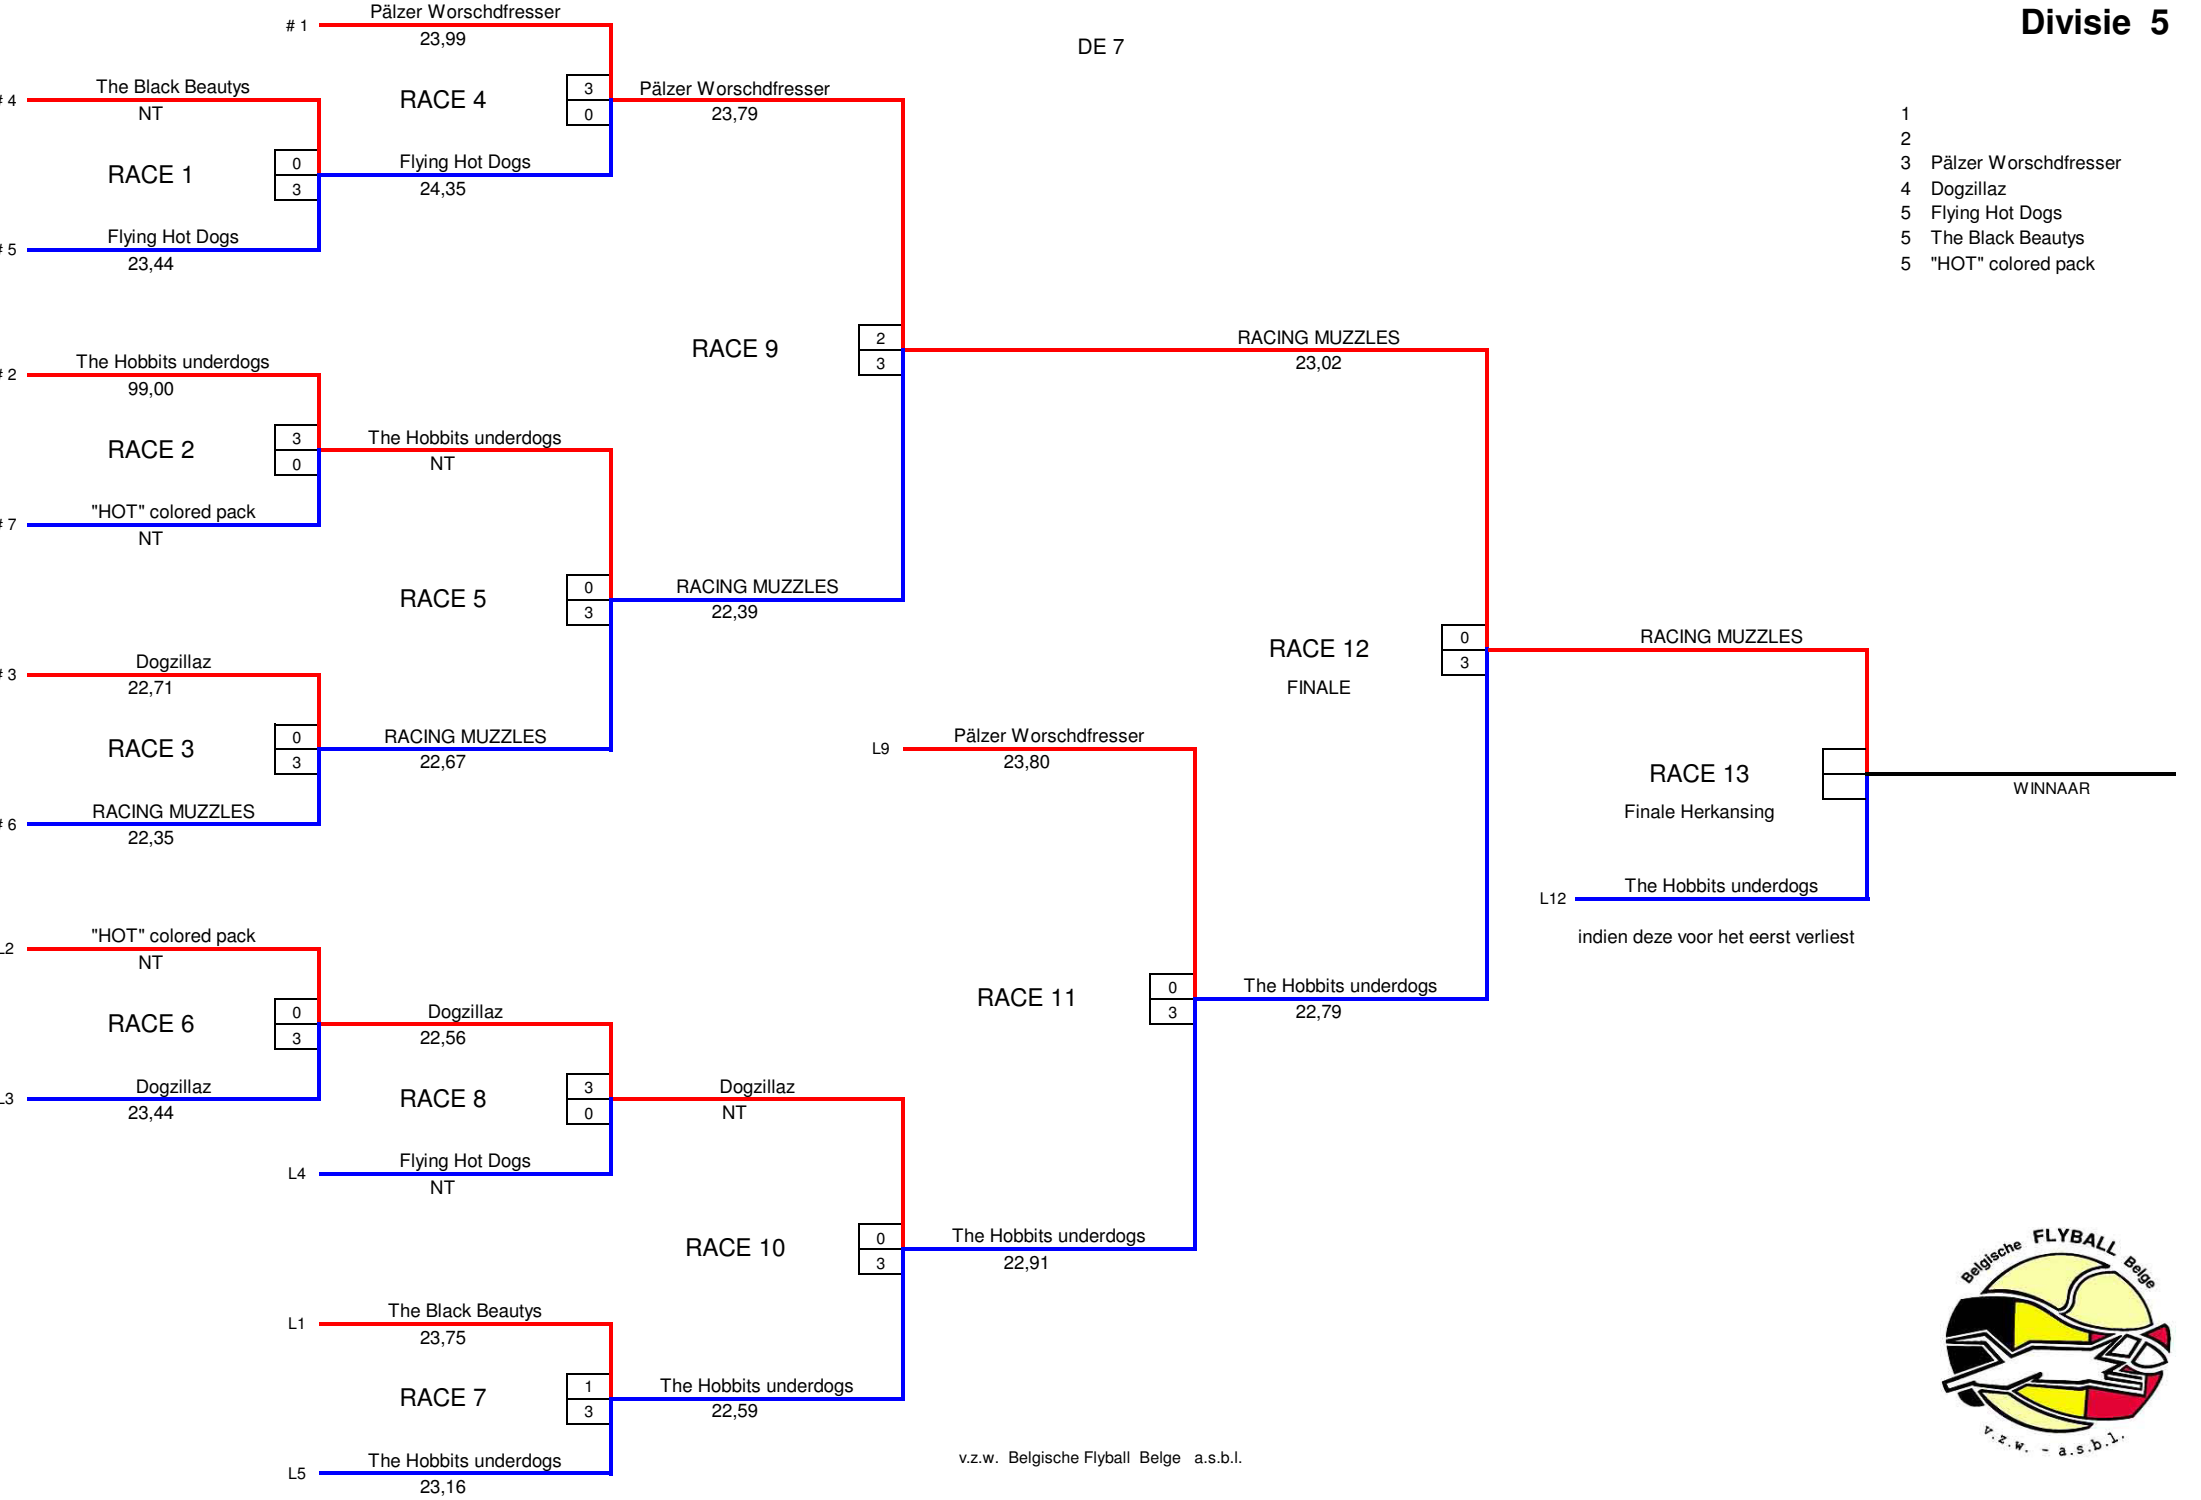 Divisie 5
DE 7
# 1 Pälzer Worschdfresser
23,99
# 4 The Black Beautys
NT
RACE 4 3 0
Pälzer Worschdfresser
23,79
RACE 1 0 3
Flying Hot Dogs
24,35
# 5 Flying Hot Dogs
23,44
1
2
3 Pälzer Worschdfresser
4 Dogzillaz
5 Flying Hot Dogs
5 The Black Beautys
5 "HOT" colored pack
RACE 9 2 3
RACING MUZZLES
23,02
# 2 The Hobbits underdogs
99,00
RACE 2 3 0
The Hobbits underdogs
NT
# 7 "HOT" colored pack
NT
RACE 5 0 3
RACING MUZZLES
22,39
# 3 Dogzillaz
22,71
RACE 3 0 3
RACING MUZZLES
22,67
# 6 RACING MUZZLES
22,35
RACE 12 0 3
FINALE
RACING MUZZLES
L9 Pälzer Worschdfresser
23,80
RACE 13
Finale Herkansing
WINNAAR
L12 The Hobbits underdogs
indien deze voor het eerst verliest
L2 "HOT" colored pack
NT
RACE 6 0 3
Dogzillaz
22,56
L3 Dogzillaz
23,44
RACE 8 3 0
Dogzillaz
NT
L4 Flying Hot Dogs
NT
RACE 11 0 3
The Hobbits underdogs
22,79
RACE 10 0 3
The Hobbits underdogs
22,91
L1 The Black Beautys
23,75
RACE 7 1 3
The Hobbits underdogs
22,59
L5 The Hobbits underdogs
23,16
v.z.w. Belgische Flyball Belge a.s.b.l.
Belgische FLYBALL Belge
v.z.w. - a.s.b.l.